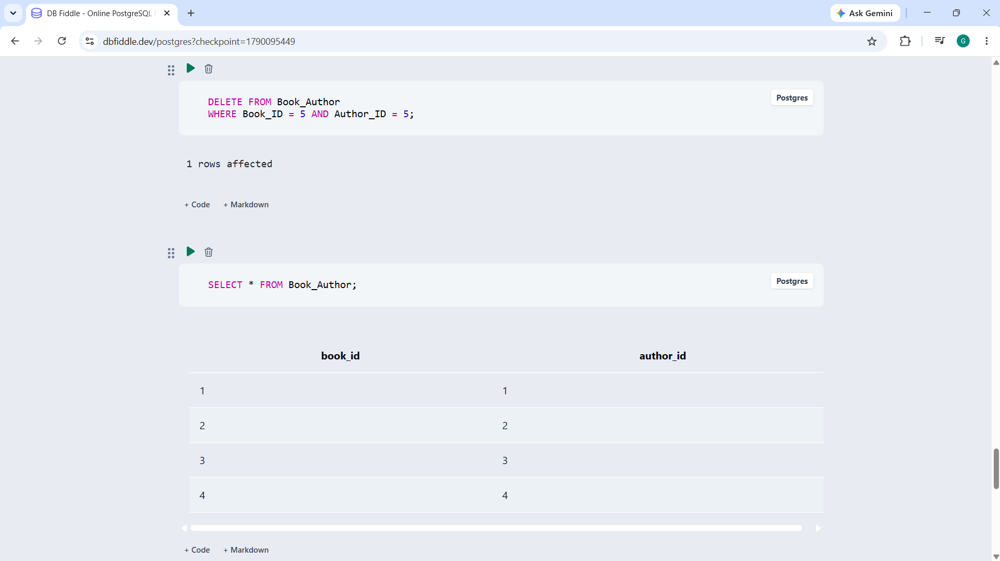 DB Fiddle - Online PostgreSQL
Ask Gemini
dbfiddle.dev/postgres?checkpoint=1790095449
G
DELETE FROM Book_Author
WHERE Book_ID = 5 AND Author_ID = 5;
Postgres
1 rows affected
+ Code + Markdown
SELECT * FROM Book_Author;
Postgres
book_id author_id
1 1
2 2
3 3
4 4
+ Code + Markdown